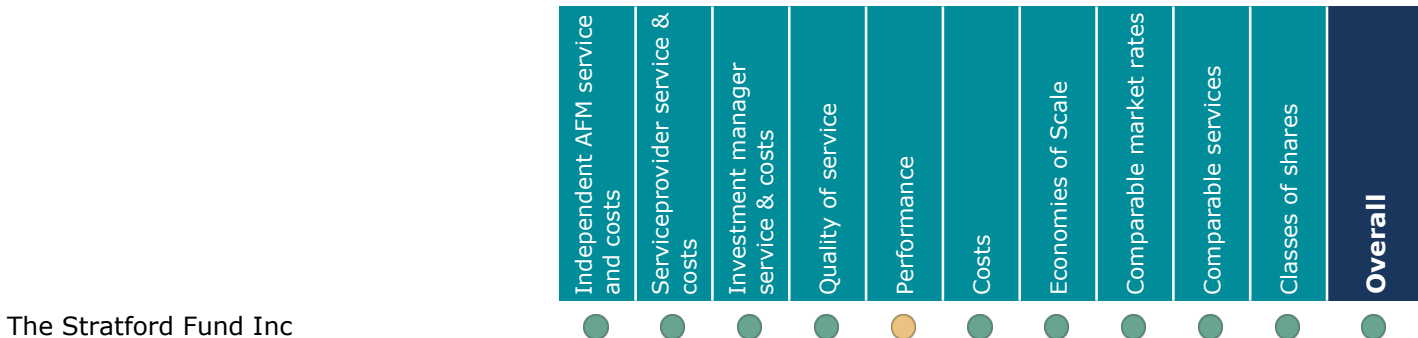 Independent AFM service
and costs
Serviceprovider service &
costs
Investment manager
service & costs
Quality of service
Performance
Costs
Economies of Scale
Comparable market rates
Comparable services
Classes of shares
Overall
The Stratford Fund Inc